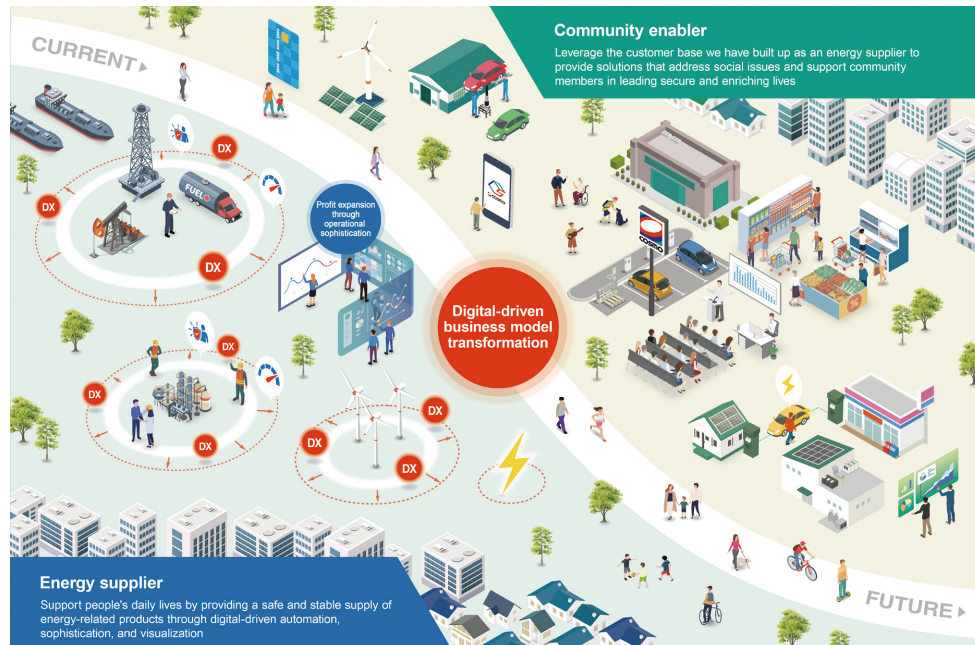 CURRENT
Community enabler
Leverage the customer base we have built up as an energy supplier to
provide solutions that address social issues and support community
members in leading secure and enriching lives
DX
FUEL
DX
DX
Profit expansion
through
operational
sophistication
COSMO
COSMO
Digital-driven
business model
transformation
DX
DX
DX
DX
DX
DX
%
Energy supplier
Support people's daily lives by providing a safe and stable supply of
energy-related products through digital-driven automation,
sophistication, and visualization
FUTURE